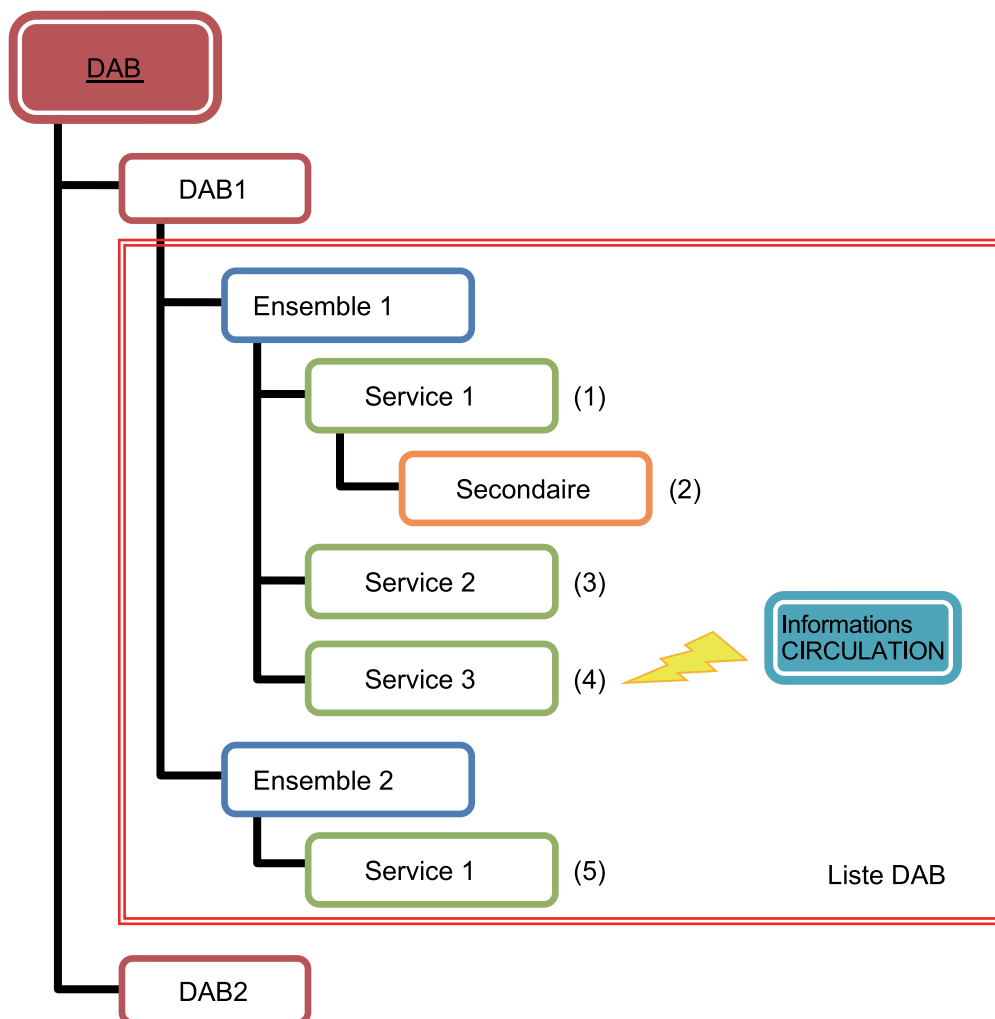 DAB
DAB1
Ensemble 1
Service 1 (1)
Secondaire (2)
Service 2 (3)
Informations
CIRCULATION
Service 3 (4)
Ensemble 2
Service 1 (5)
Liste DAB
DAB2